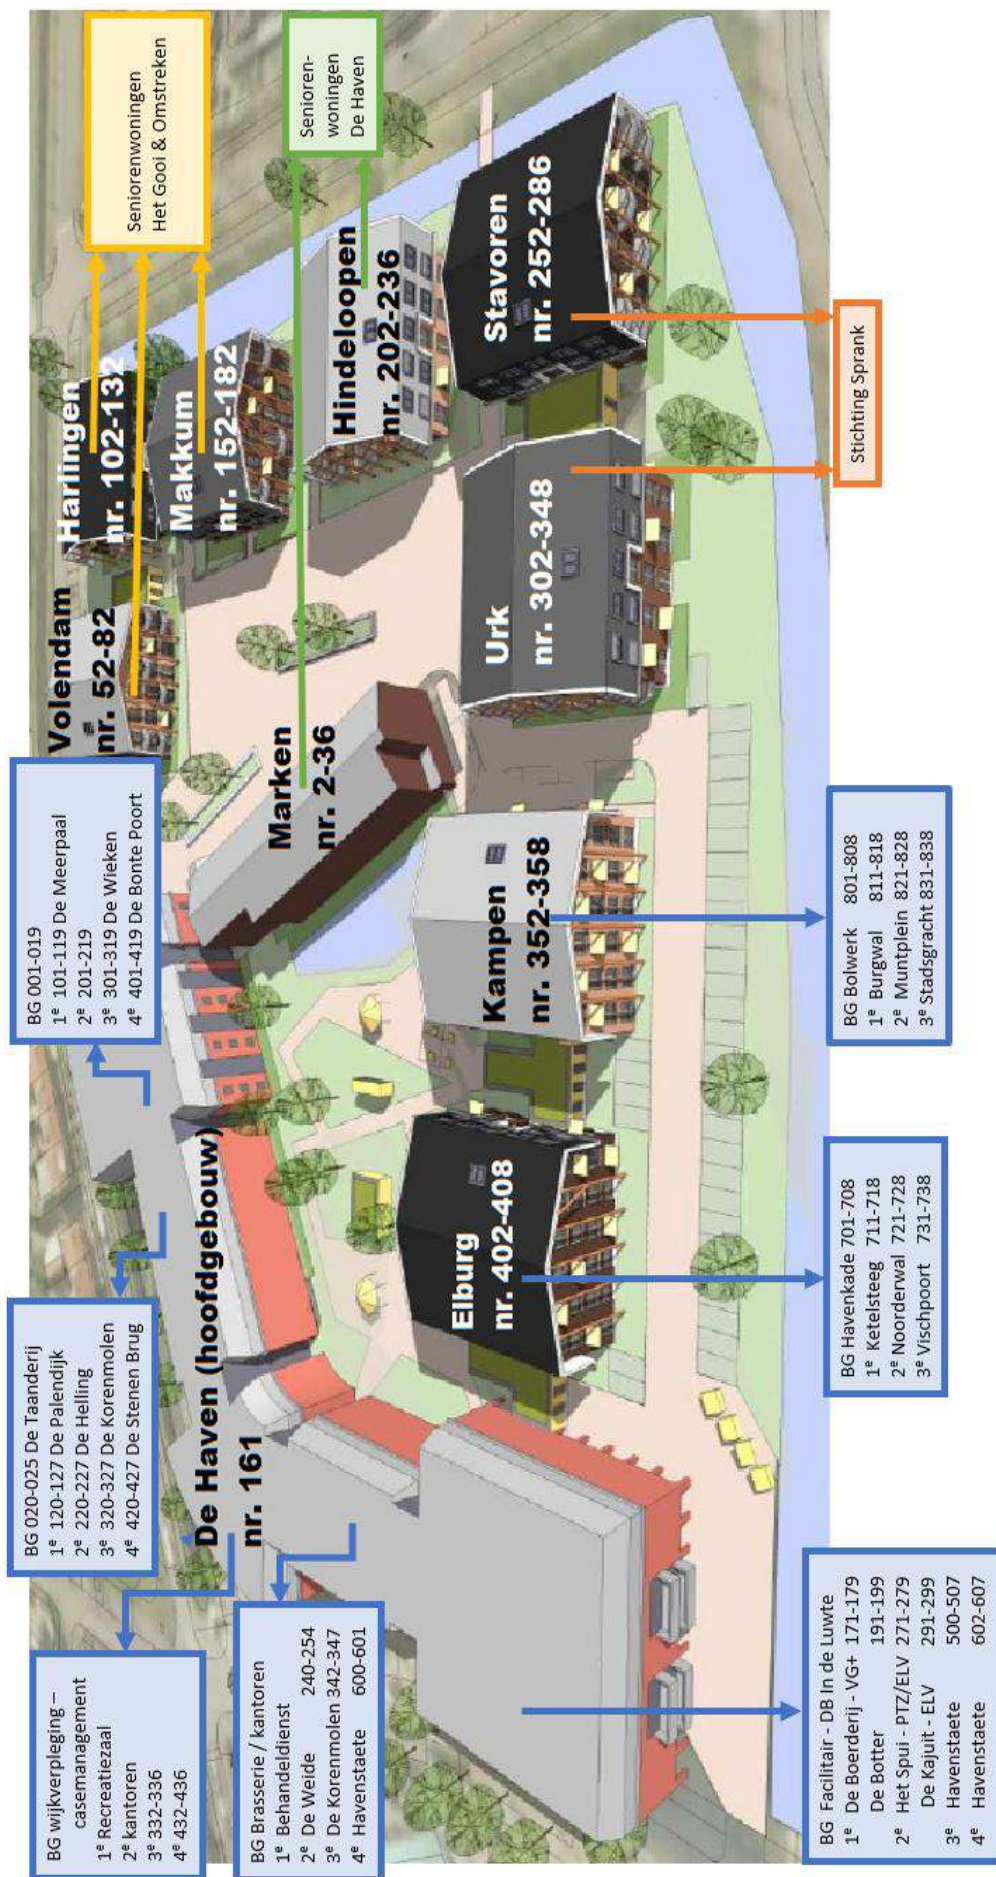 BG wijkverpleging –
casemanagement
1e Recreatiezaal
2e kantoren
3e 332-336
4e 432-436
BG 020-025 De Taanderij
1e 120-127 De Palendijk
2e 220-227 De Helling
3e 320-327 De Korenmolen
4e 420-427 De Stenen Brug
BG 001-019
1e 101-119 De Meerpaal
2e 201-219
3e 301-319 De Wieken
4e 401-419 De Bonte Poort
Seniorenwoningen
Het Gooi & Omstreken
Senioren-
woningen
De Haven
BG Brasserie / kantoren
1e Behandeldienst
2e De Weide 240-254
3e De Korenmolen 342-347
4e Havenstaete 600-601
De Haven (hoofdgebouw)
nr. 161
Volendam
nr. 52-82
Harlingen
nr. 102-132
Makkum
nr. 152-182
Marken
nr. 2-36
Hindeloopen
nr. 202-236
Elburg
nr. 402-408
Kampen
nr. 352-358
Urk
nr. 302-348
Stavoren
nr. 252-286
BG Facilitair - DB In de Luwte
1e De Boerderij - VG+ 171-179
De Botter 191-199
2e Het Spui - PTZ/ELV 271-279
De Kajuit - ELV 291-299
3e Havenstaete 500-507
4e Havenstaete 602-607
BG Havenkade 701-708
1e Ketelsteeg 711-718
2e Noorderwal 721-728
3e Vischpoort 731-738
BG Bolwerk 801-808
1e Burgwal 811-818
2e Muntplein 821-828
3e Stadsgracht 831-838
Stichting Sprank